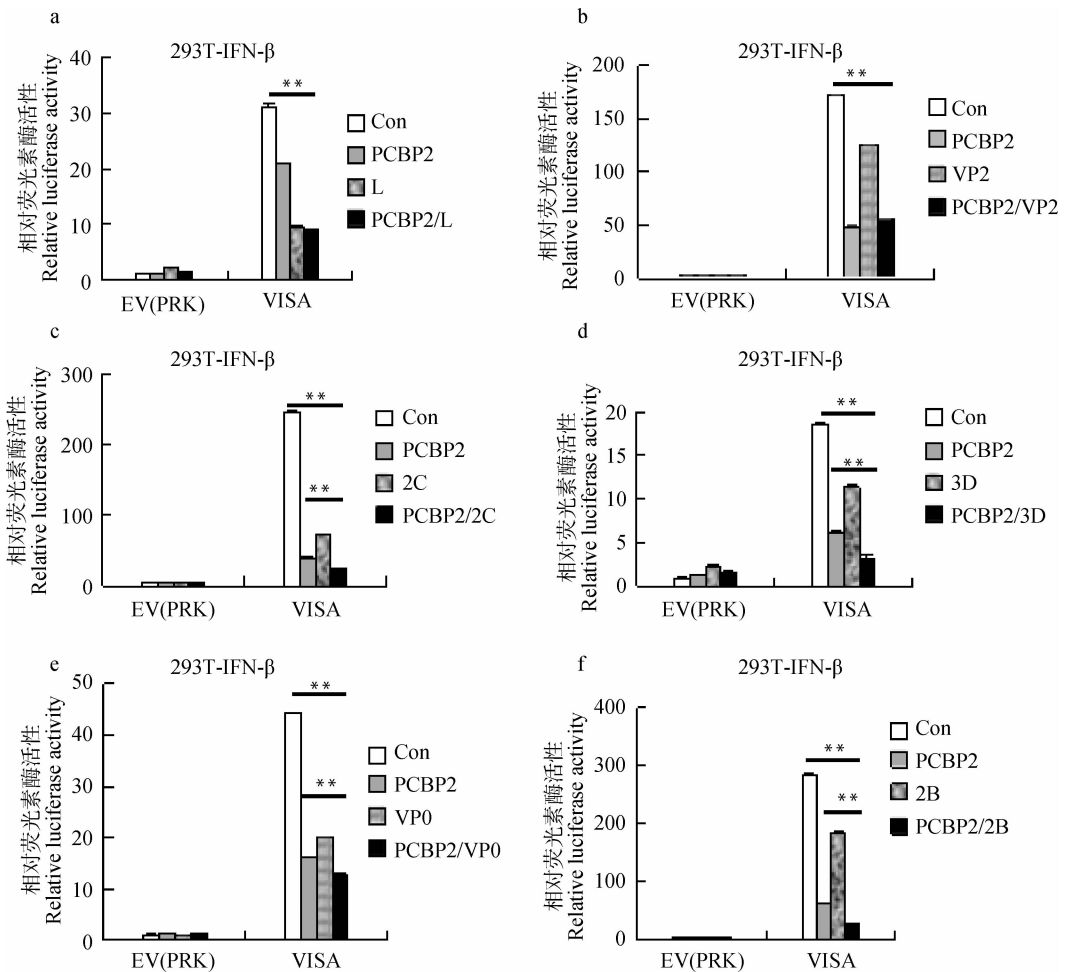 a
293T-IFN-β
相对荧光素酶活性
Relative luciferase activity
40
30
20
10
0
**
EV(PRK)
VISA
Con
PCBP2
L
PCBP2/L
b
293T-IFN-β
相对荧光素酶活性
Relative luciferase activity
200
150
100
50
0
**
EV(PRK)
VISA
Con
PCBP2
VP2
PCBP2/VP2
c
293T-IFN-β
相对荧光素酶活性
Relative luciferase activity
300
200
100
0
**
**
EV(PRK)
VISA
Con
PCBP2
2C
PCBP2/2C
d
293T-IFN-β
相对荧光素酶活性
Relative luciferase activity
20
15
10
5
0
**
**
EV(PRK)
VISA
Con
PCBP2
3D
PCBP2/3D
e
293T-IFN-β
相对荧光素酶活性
Relative luciferase activity
50
40
30
20
10
0
**
**
EV(PRK)
VISA
Con
PCBP2
VP0
PCBP2/VP0
f
293T-IFN-β
相对荧光素酶活性
Relative luciferase activity
400
300
200
100
0
**
**
EV(PRK)
VISA
Con
PCBP2
2B
PCBP2/2B